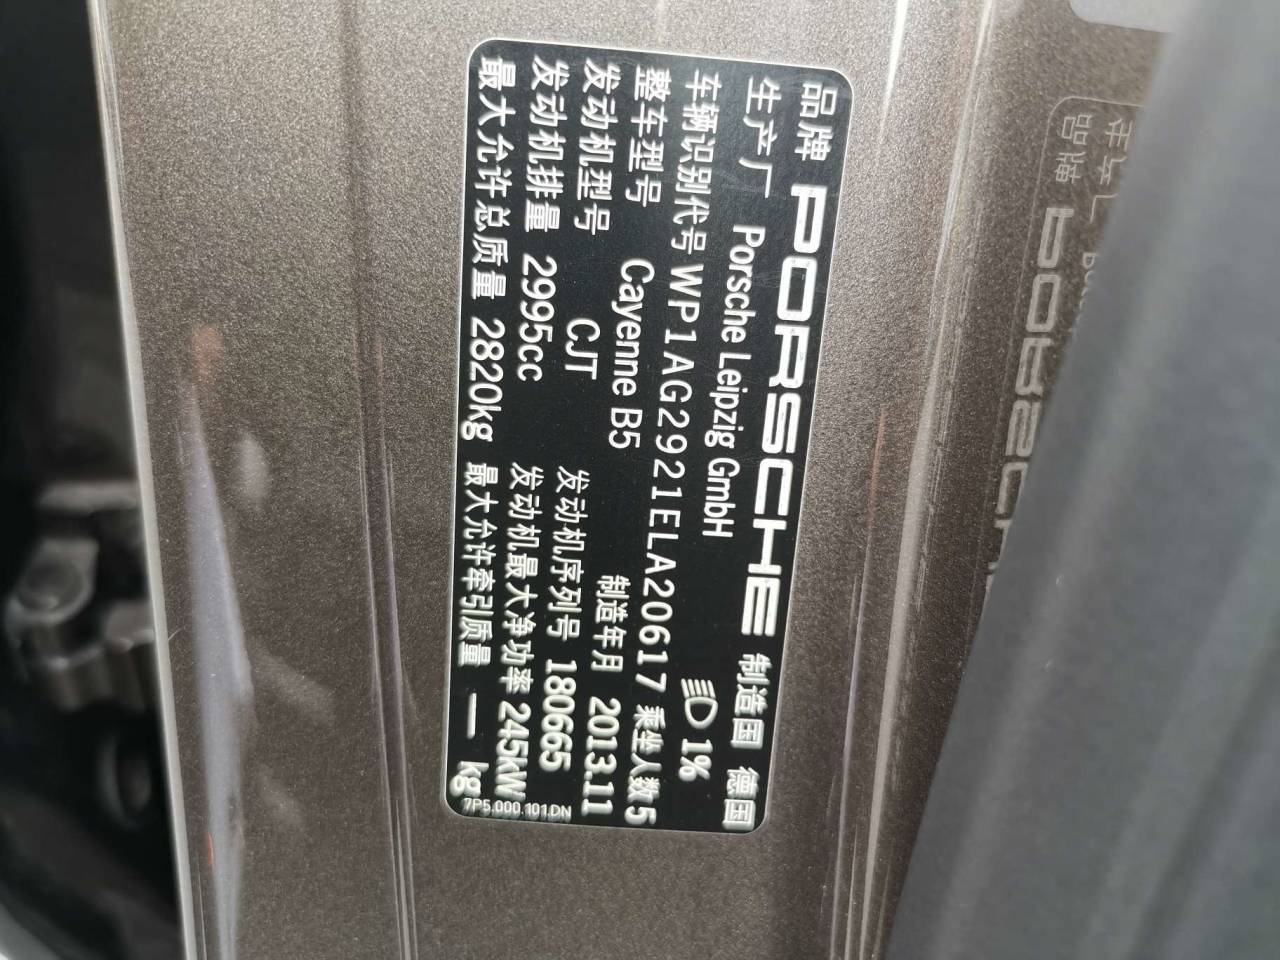 品牌 PORSCHE 制造国 德国
生产厂 Porsche Leipzig GmbH 1%
车辆识别代号 WP1AG2921ELA20617 乘坐人数 5
整车型号 Cayenne B5 制造年月 2013.11
发动机型号 CJT 发动机序列号 180665
发动机排量 2995cc 发动机最大净功率 245kW
最大允许总质量 2820kg 最大允许牵引质量 — kg
7P5.000.101.DN